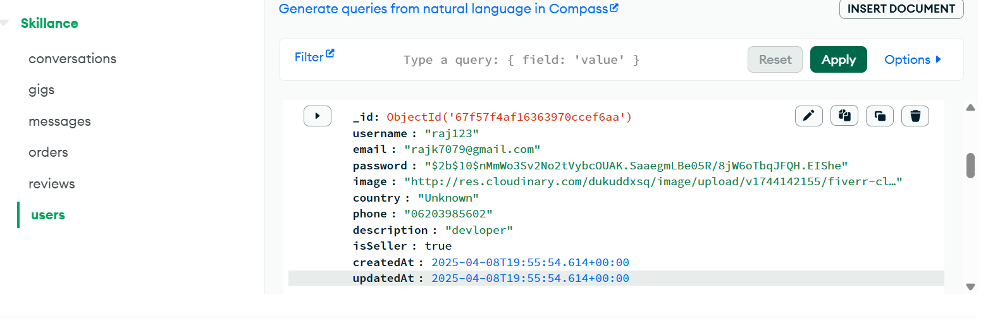 Generate queries from natural language in Compass
INSERT DOCUMENT
Skillance
conversations
gigs
messages
orders
reviews
users
Filter
Type a query: { field: 'value' }
Reset
Apply
Options
_id: ObjectId('67f57f4af16363970ccef6aa')
username : "raj123"
email : "rajk7079@gmail.com"
password : "$2b$10$nMmWo3Sv2No2tVybcOUAK.SaaegmLBe05R/8jW6oTbqJFQH.EIShe"
image : "http://res.cloudinary.com/dukuddxsq/image/upload/v1744142155/fiverr-cl…"
country : "Unknown"
phone : "06203985602"
description : "devloper"
isSeller : true
createdAt : 2025-04-08T19:55:54.614+00:00
updatedAt : 2025-04-08T19:55:54.614+00:00